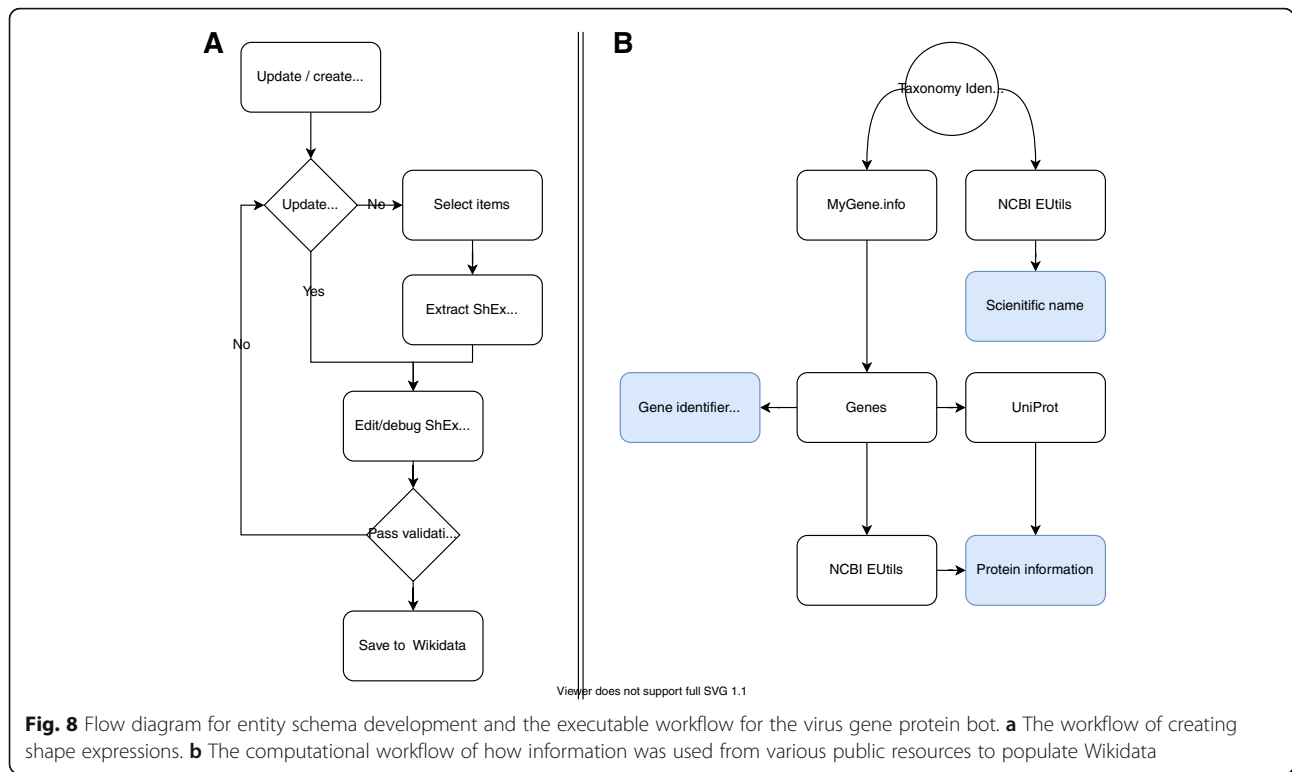 A
Update / create...
Update...
No
Select items
Yes
Extract ShEx...
No
Edit/debug ShEx...
Pass validati...
Save to  Wikidata
B
Taxonomy Iden...
MyGene.info
NCBI EUtils
Scienitific name
Gene identifier...
Genes
UniProt
NCBI EUtils
Protein information
Viewer does not support full SVG 1.1
Fig. 8 Flow diagram for entity schema development and the executable workflow for the virus gene protein bot. a The workflow of creating
shape expressions. b The computational workflow of how information was used from various public resources to populate Wikidata